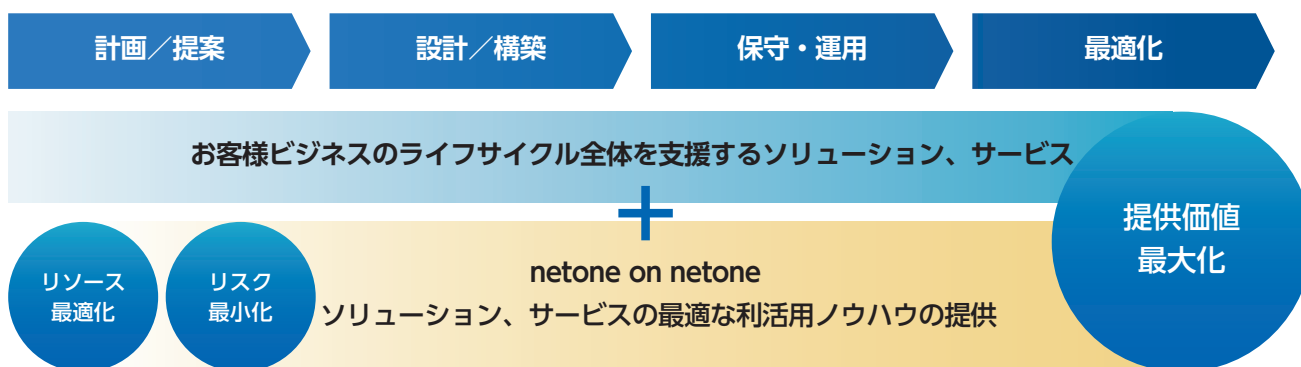 計画／提案
設計／構築
保守・運用
最適化
お客様ビジネスのライフサイクル全体を支援するソリューション、サービス
+
提供価値
最大化
リソース
最適化
リスク
最小化
netone on netone
ソリューション、サービスの最適な利活用ノウハウの提供